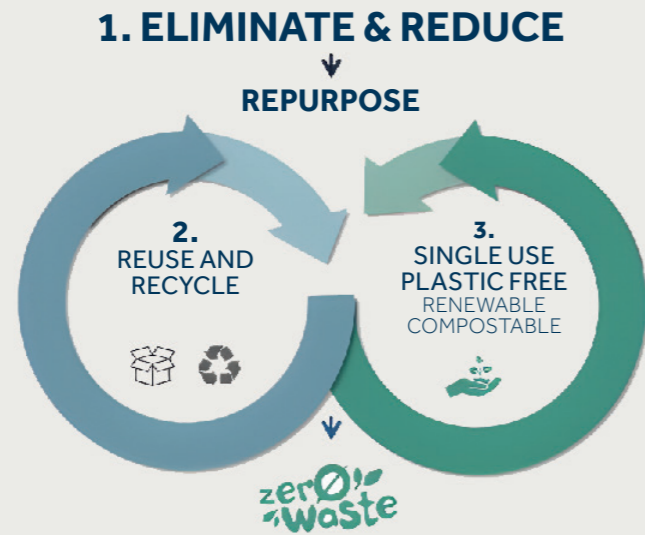 1. ELIMINATE & REDUCE
REPURPOSE
2.
REUSE AND
RECYCLE
3.
SINGLE USE
PLASTIC FREE
RENEWABLE
COMPOSTABLE
zerO
waste